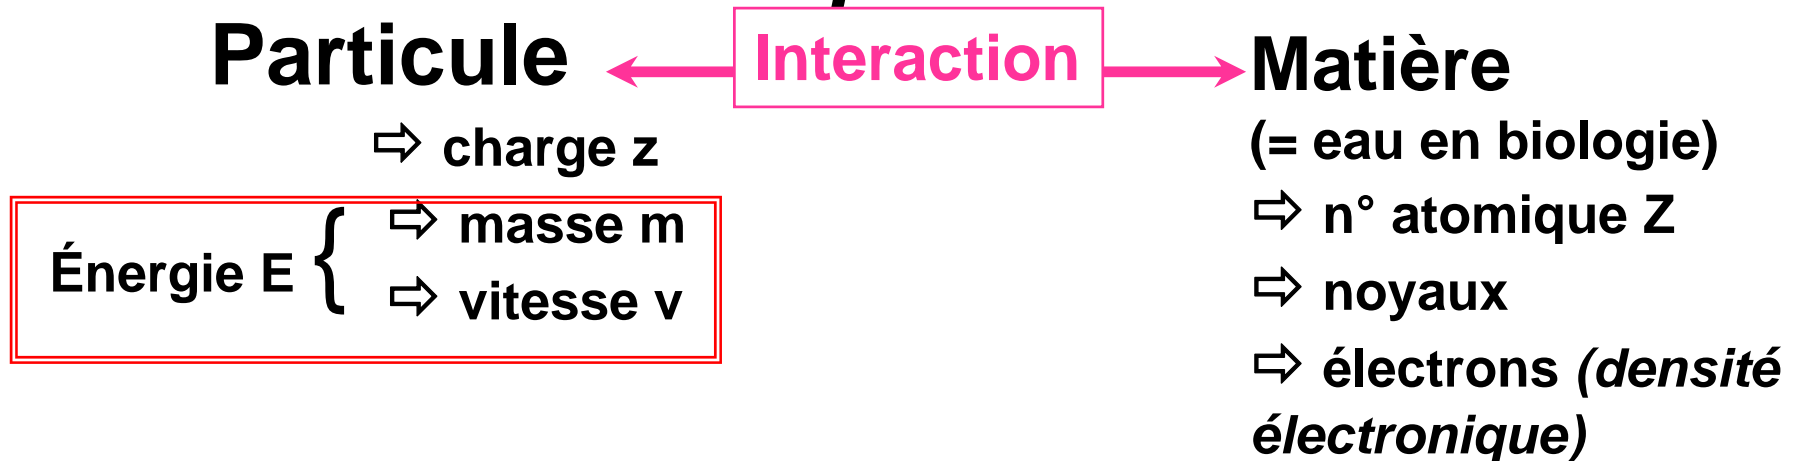 Particule
Interaction
Matière
⇨ charge z
Énergie E {
⇨ masse m
⇨ vitesse v
(= eau en biologie)
⇨ n° atomique Z
⇨ noyaux
⇨ électrons (densité
électronique)